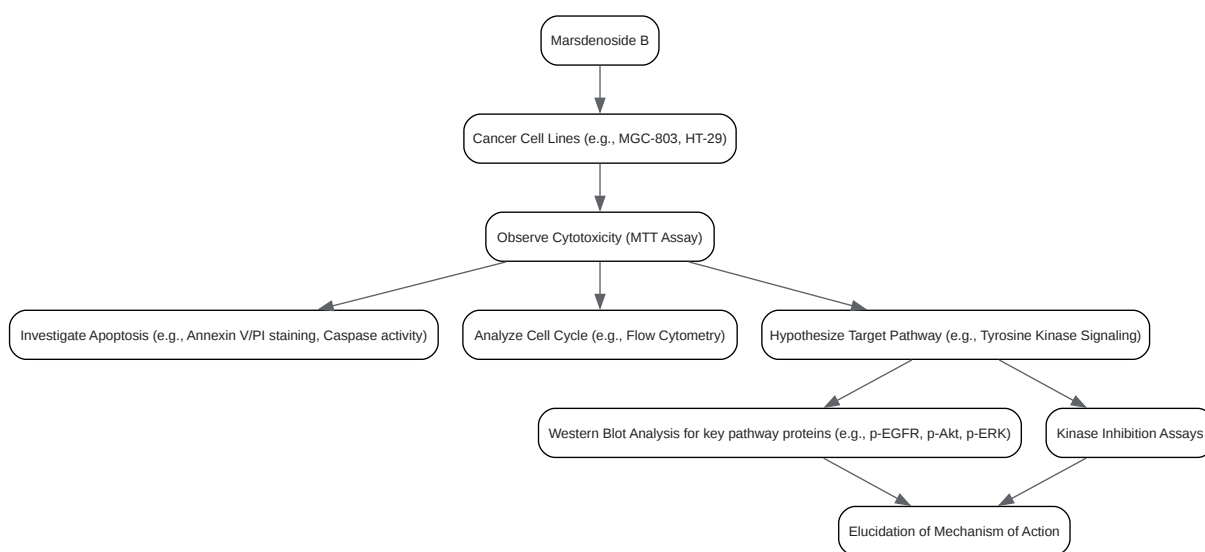 Marsdenoside B
Cancer Cell Lines (e.g., MGC-803, HT-29)
Observe Cytotoxicity (MTT Assay)
Investigate Apoptosis (e.g., Annexin V/PI staining, Caspase activity)
Analyze Cell Cycle (e.g., Flow Cytometry)
Hypothesize Target Pathway (e.g., Tyrosine Kinase Signaling)
Western Blot Analysis for key pathway proteins (e.g., p-EGFR, p-Akt, p-ERK)
Kinase Inhibition Assays
Elucidation of Mechanism of Action